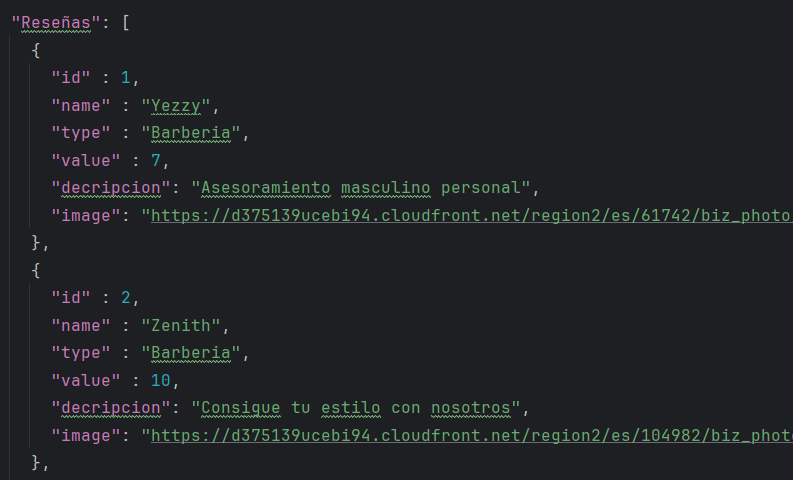 "Reseñas": [
{
"id" : 1,
"name" : "Yezzy",
"type" : "Barberia",
"value" : 7,
"decripcion": "Asesoramiento masculino personal",
"image": "https://d375139ucebi94.cloudfront.net/region2/es/61742/biz_photo
},
{
"id" : 2,
"name" : "Zenith",
"type" : "Barberia",
"value" : 10,
"decripcion": "Consigue tu estilo con nosotros",
"image": "https://d375139ucebi94.cloudfront.net/region2/es/104982/biz_phot
},